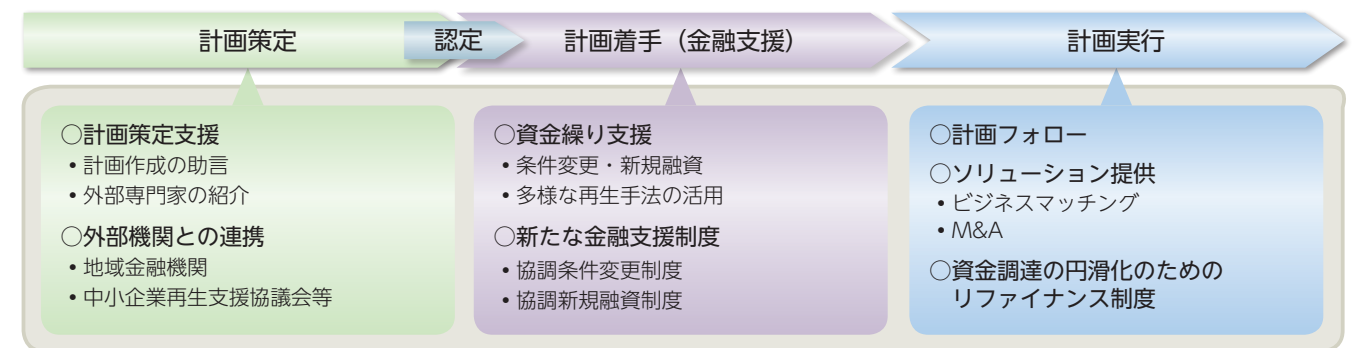 計画策定
認定
計画着手（金融支援）
計画実行
○計画策定支援
•計画作成の助言
•外部専門家の紹介
○外部機関との連携
•地域金融機関
•中小企業再生支援協議会等
○資金繰り支援
•条件変更・新規融資
•多様な再生手法の活用
○新たな金融支援制度
•協調条件変更制度
•協調新規融資制度
○計画フォロー
○ソリューション提供
•ビジネスマッチング
•M&A
○資金調達の円滑化のための
リファイナンス制度